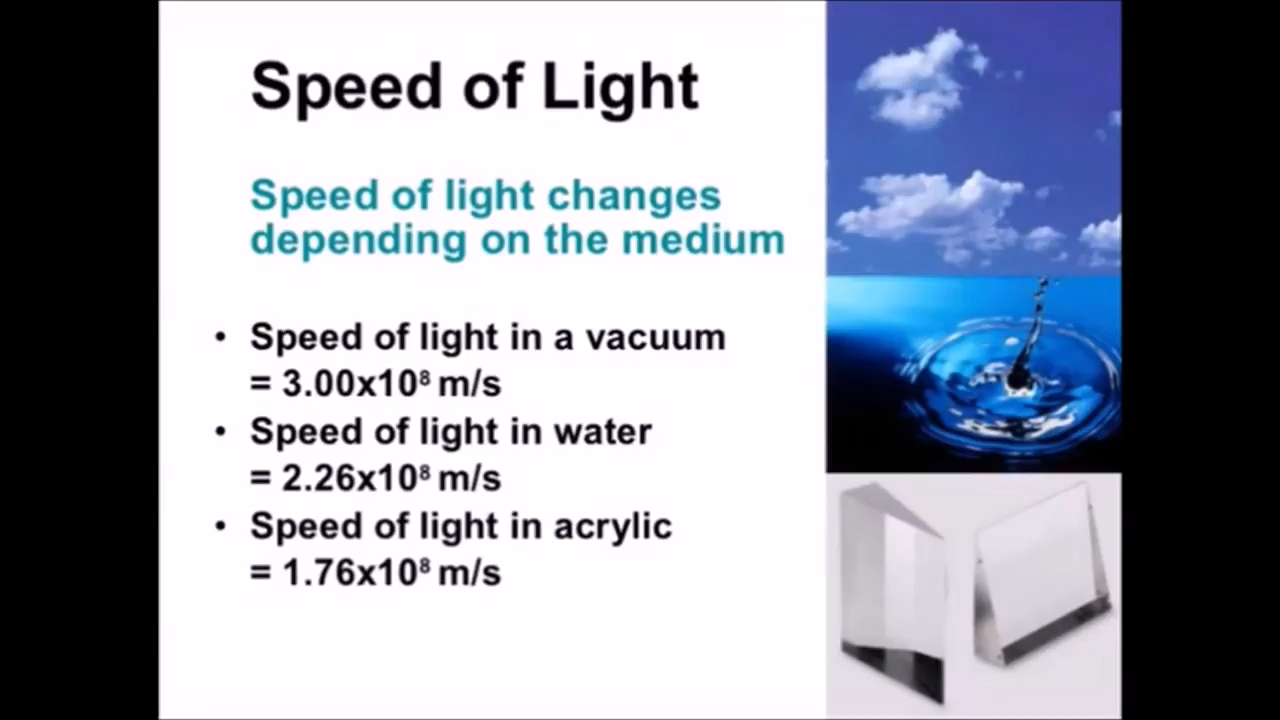 Speed of Light
Speed of light changes
depending on the medium
• Speed of light in a vacuum
= 3.00x10⁸ m/s
• Speed of light in water
= 2.26x10⁸ m/s
• Speed of light in acrylic
= 1.76x10⁸ m/s